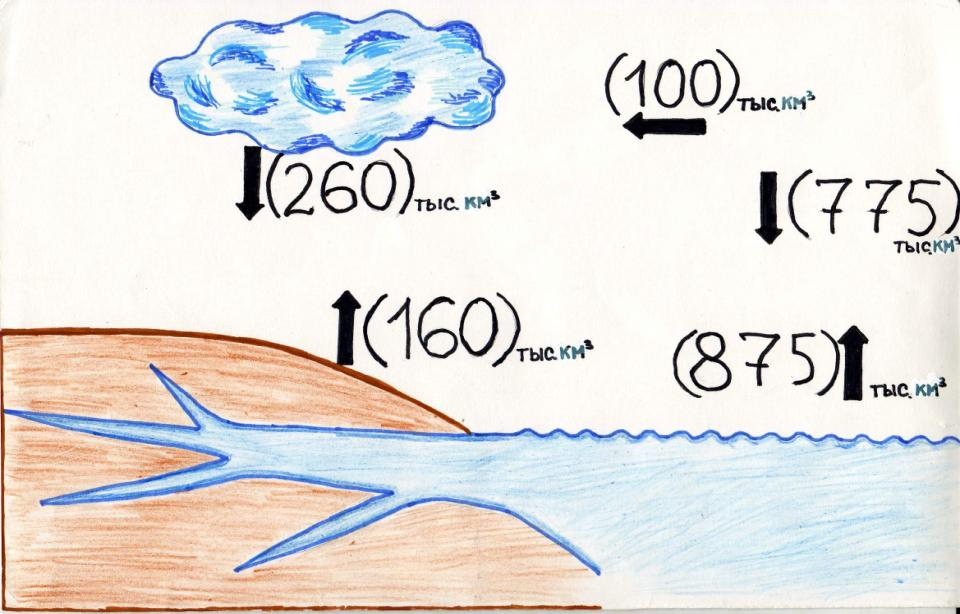 (100) тыс. км³
(260) тыс. км³
(775)
тыс. км³
(160) тыс. км³
(875)
тыс. км³